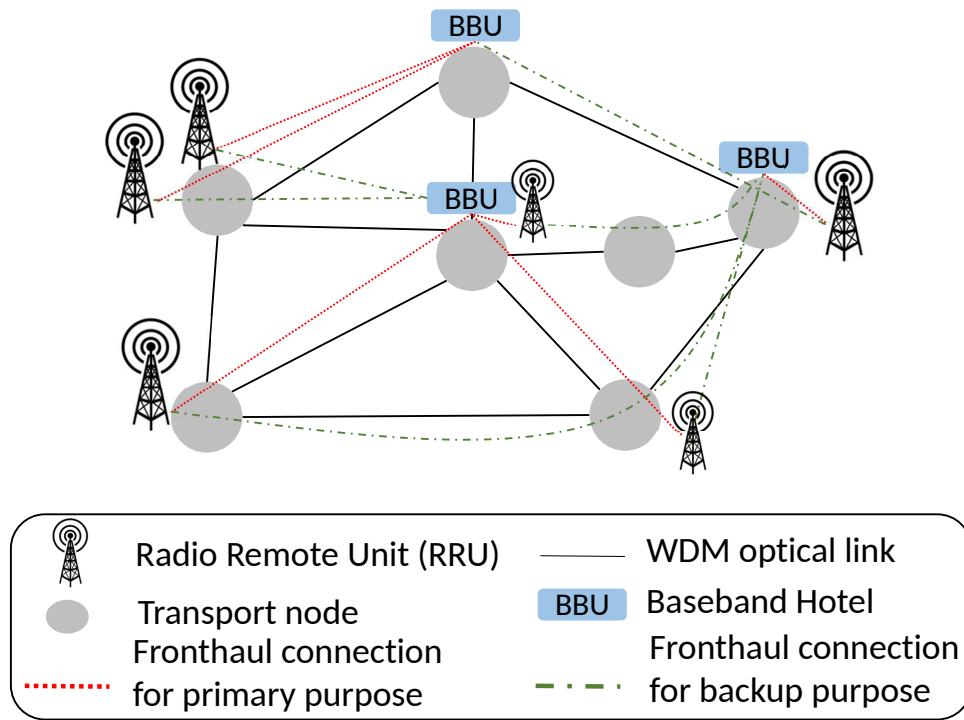 BBU
BBU
BBU
Radio Remote Unit (RRU)
WDM optical link
Transport node
BBU
Baseband Hotel
Fronthaul connection
for primary purpose
Fronthaul connection
for backup purpose